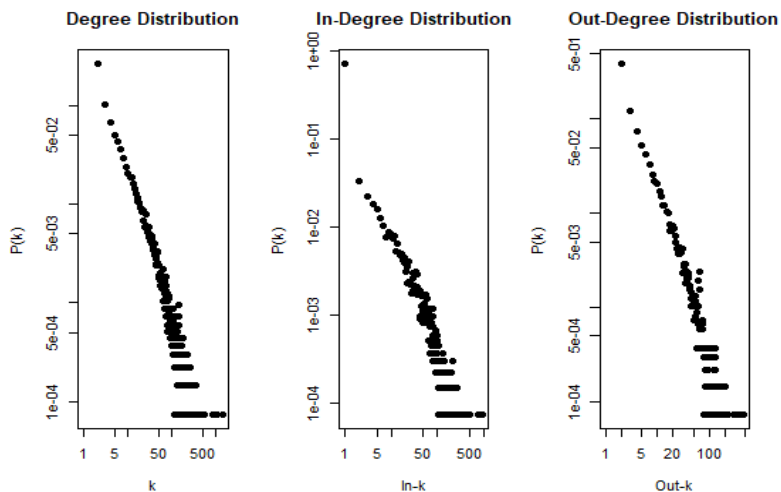 Degree Distribution
P(k)
5e-02
5e-03
5e-04
1e-04
1
5
50
500
k
In-Degree Distribution
P(k)
1e+00
1e-01
1e-02
1e-03
1e-04
1
5
50
500
In-k
Out-Degree Distribution
P(k)
5e-01
5e-02
5e-03
5e-04
1e-04
1
5
20
100
Out-k